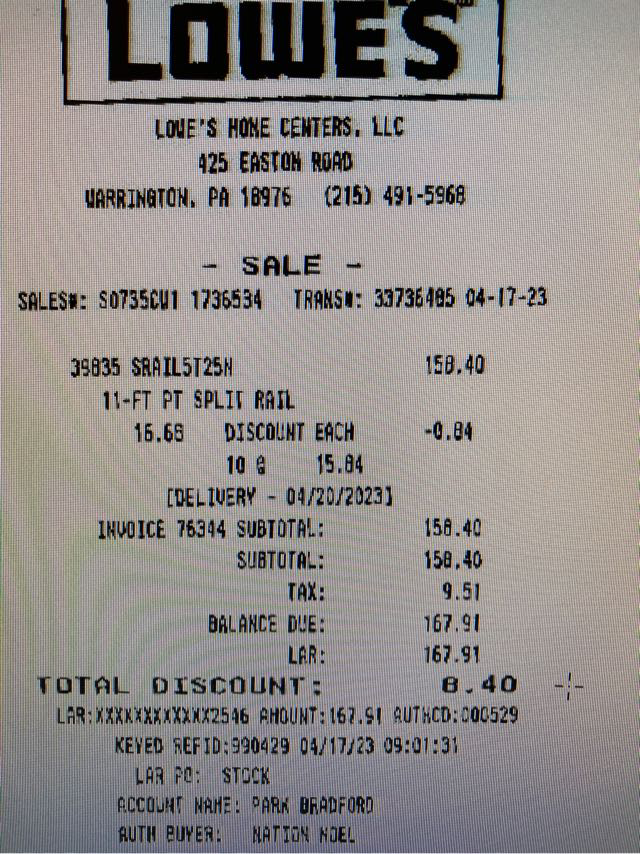 LOWE'S
LOWE'S HOME CENTERS, LLC
425 EASTON ROAD
WARRINGTON, PA 18976 (215) 491-5968
- SALE -
SALES#: S0735CW1 1736534 TRANS#: 33736485 04-17-23
39835 SRAIL5T25N 158.40
11-FT PT SPLIT RAIL
16.68 DISCOUNT EACH -0.84
10 @ 15.84
[DELIVERY - 04/20/2023]
INVOICE 76344 SUBTOTAL: 158.40
SUBTOTAL: 158.40
TAX: 9.51
BALANCE DUE: 167.91
LAR: 167.91
TOTAL DISCOUNT: 8.40
LAR:XXXXXXXXXXXX2546 AMOUNT:167.91 AUTHCD:000529
KEYED REFID:990429 04/17/23 09:01:31
LAR PO: STOCK
ACCOUNT NAME: PARK BRADFORD
AUTH BUYER: NATION NOEL